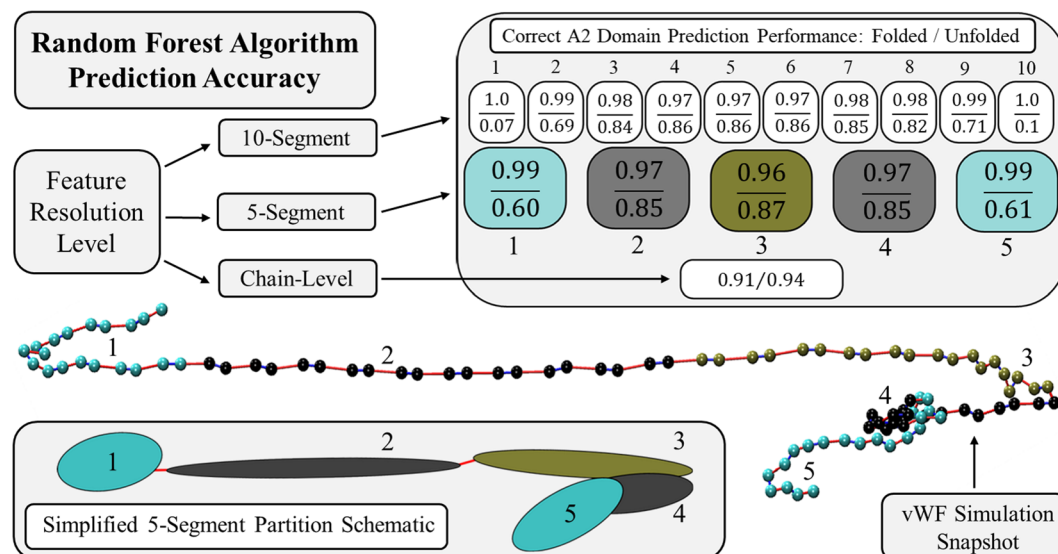 Random Forest Algorithm
Prediction Accuracy
Correct A2 Domain Prediction Performance: Folded / Unfolded
1 2 3 4 5 6 7 8 9 10
1.0 0.99 0.98 0.97 0.97 0.97 0.98 0.98 0.99 1.0
0.07 0.69 0.84 0.86 0.86 0.86 0.85 0.82 0.71 0.1
10-Segment
Feature
Resolution
Level
5-Segment
0.99 0.97 0.96 0.97 0.99
0.60 0.85 0.87 0.85 0.61
1 2 3 4 5
Chain-Level
0.91/0.94
1
2
3
4
5
1
2
3
4
5
Simplified 5-Segment Partition Schematic
vWF Simulation
Snapshot